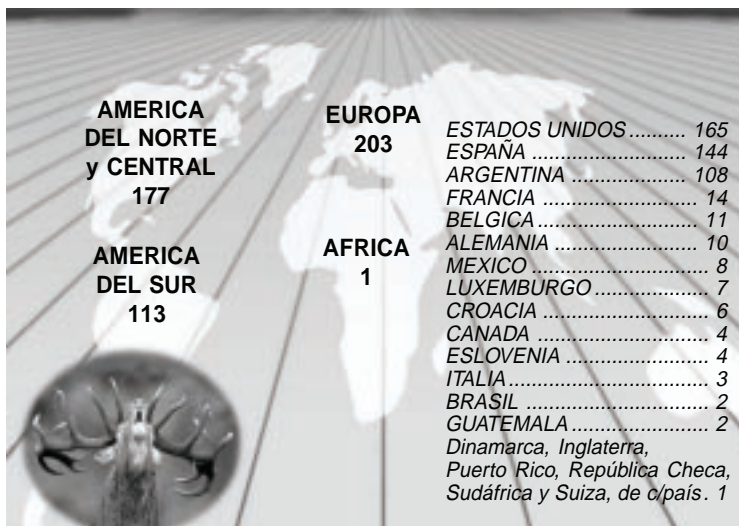 AMERICA
DEL NORTE
y CENTRAL
177
AMERICA
DEL SUR
113
EUROPA
203
AFRICA
1
ESTADOS UNIDOS .......... 165
ESPAÑA ........................... 144
ARGENTINA .................... 108
FRANCIA ........................... 14
BELGICA ........................... 11
ALEMANIA ......................... 10
MEXICO ............................... 8
LUXEMBURGO .................... 7
CROACIA ............................. 6
CANADA .............................. 4
ESLOVENIA ......................... 4
ITALIA ................................... 3
BRASIL ................................ 2
GUATEMALA ........................ 2
Dinamarca, Inglaterra,
Puerto Rico, República Checa,
Sudáfrica y Suiza, de c/país. 1